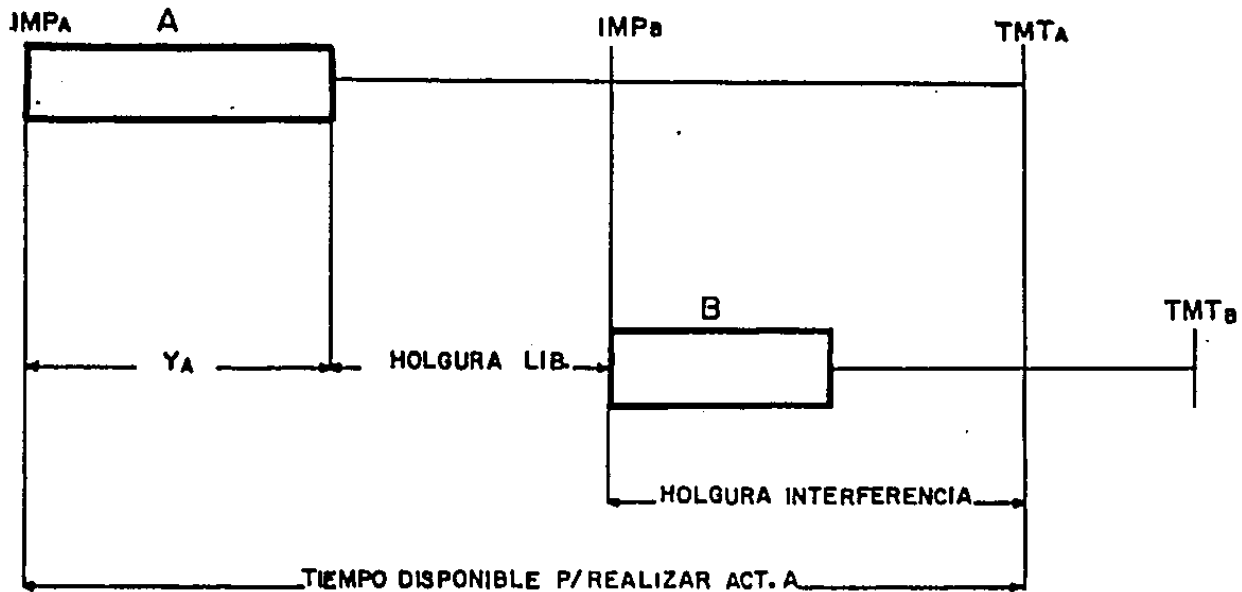 IMPA A IMPB TMTA
B TMTB
YA HOLGURA LIB.
HOLGURA INTERFERENCIA
TIEMPO DISPONIBLE P/REALIZAR ACT. A